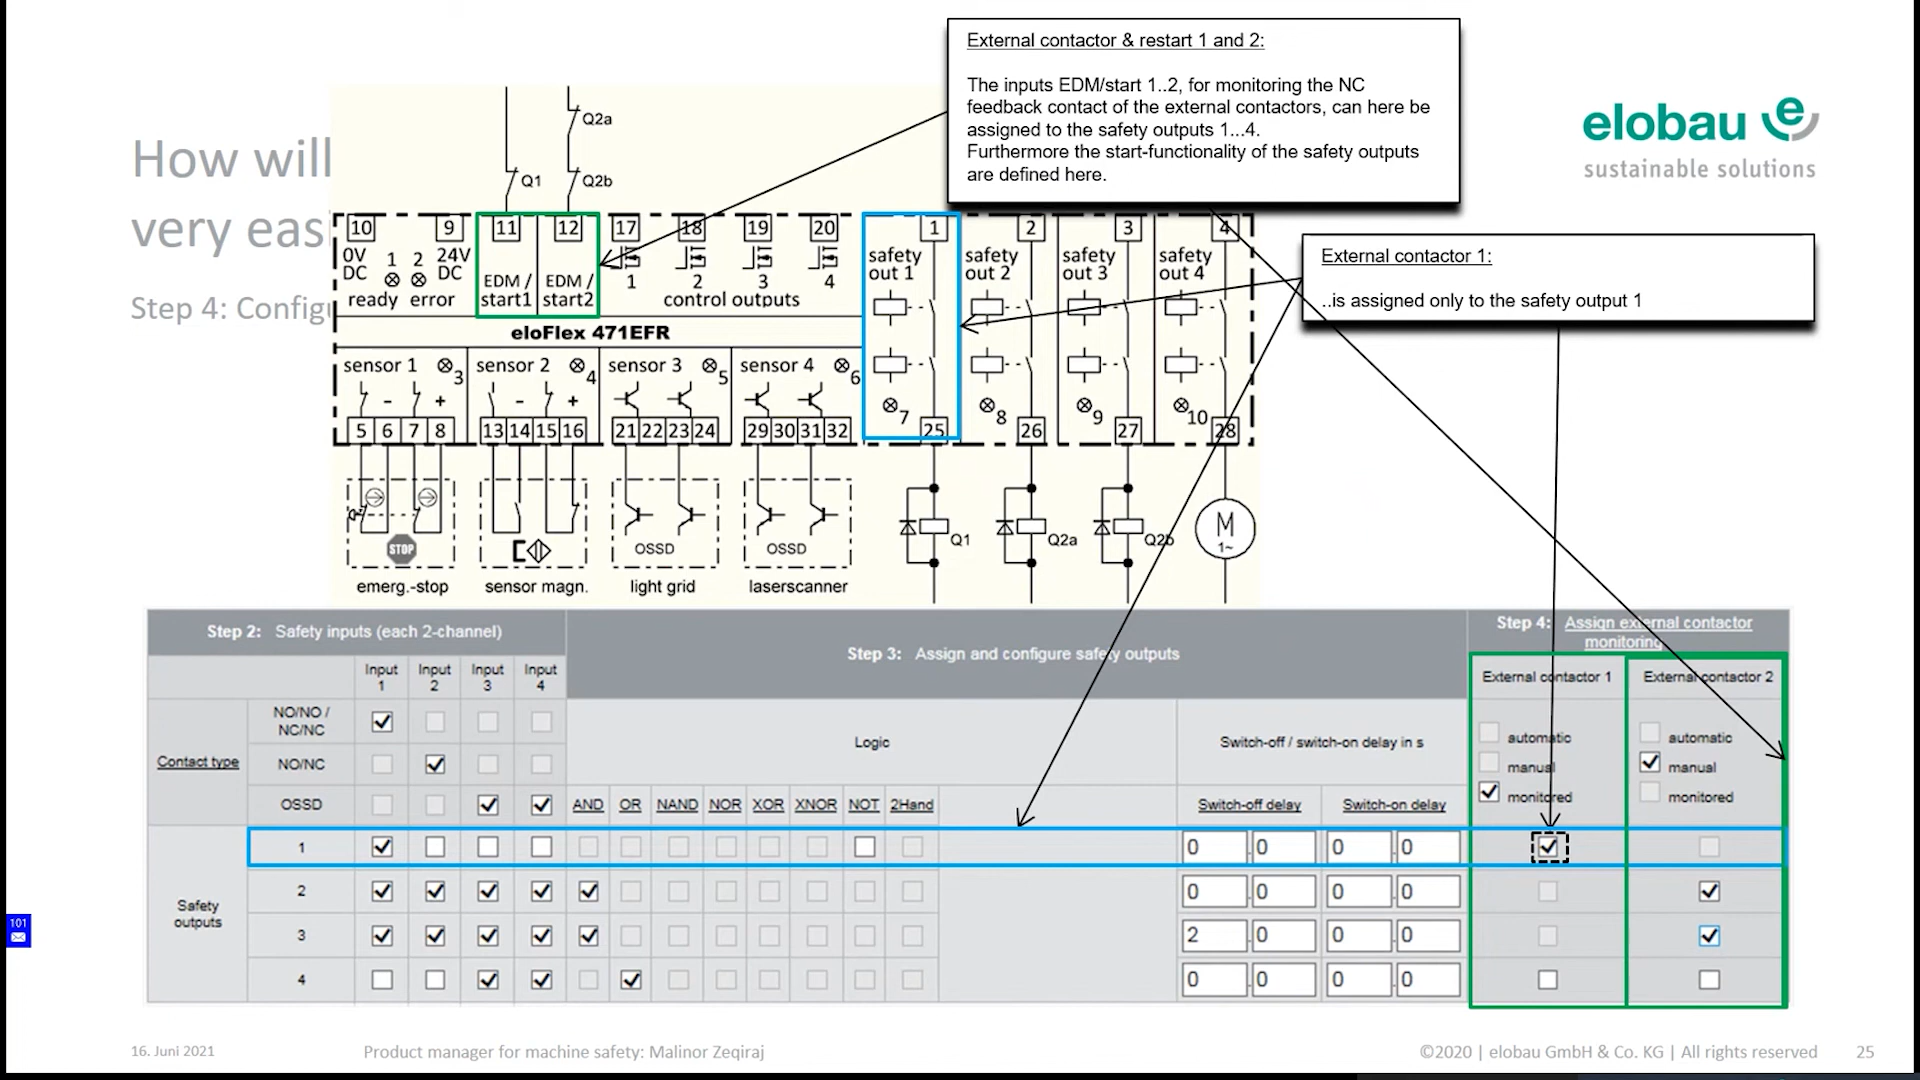 How will
very eas
Step 4: Config
elobau e
sustainable solutions
External contactor & restart 1 and 2:
The inputs EDM/start 1..2, for monitoring the NC
feedback contact of the external contactors, can here be
assigned to the safety outputs 1...4.
Furthermore the start-functionality of the safety outputs
are defined here.
External contactor 1:
..is assigned only to the safety output 1
Q2a
Q1 Q2b
10 9 11 12 17 18 19 20 1 2 3 4
0V DC 1 2 24V DC
ready error
EDM / start1
EDM / start2
1 2 3 4
control outputs
safety out 1
safety out 2
safety out 3
safety out 4
eloFlex 471EFR
sensor 1 3 sensor 2 4 sensor 3 5 sensor 4 6
- + - +
7 8 9 10
5 6 7 8 13 14 15 16 21 22 23 24 29 30 31 32 25 26 27 28
Q1 Q2a Q2b M 1~
STOP OSSD OSSD
emerg.-stop sensor magn. light grid laserscanner
Step 2: Safety inputs (each 2-channel)
Step 3: Assign and configure safety outputs
Step 4: Assign external contactor
monitoring
Input 1 Input 2 Input 3 Input 4
External contactor 1 External contactor 2
Contact type
NO/NO /
NC/NC
NO/NC
OSSD
Logic
Switch-off / switch-on delay in s
automatic automatic
manual manual
monitored monitored
AND OR NAND NOR XOR XNOR NOT 2Hand
Switch-off delay Switch-on delay
Safety outputs
1 0 . 0 0 . 0
2 0 . 0 0 . 0
3 2 . 0 0 . 0
4 0 . 0 0 . 0
101
16. Juni 2021
Product manager for machine safety: Malinor Zeqiraj
©2020 | elobau GmbH & Co. KG | All rights reserved
25